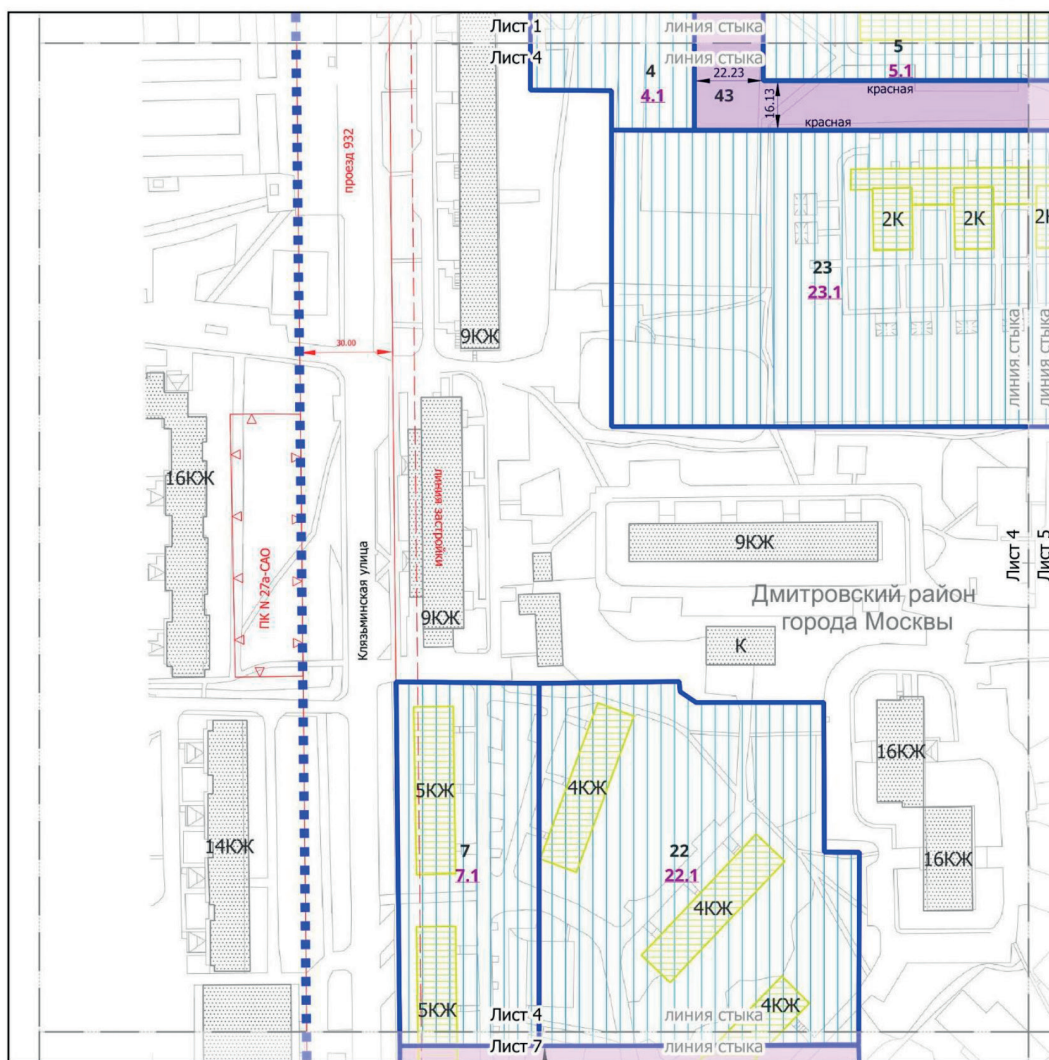 Лист 1
линия стыка
Лист 4
линия стыка
5
5.1
4
4.1
22.23
43
16.13
красная
красная
проезд 932
2К
2К
2К
23
23.1
9КЖ
30.00
линия стыка
линия стыка
16КЖ
линия застройки
9КЖ
9КЖ
Лист 4
Лист 5
ПК N 27а-САО
Клязьминская улица
Дмитровский район
города Москвы
К
16КЖ
5КЖ
4КЖ
14КЖ
7
7.1
22
22.1
16КЖ
4КЖ
5КЖ
4КЖ
Лист 4
линия стыка
Лист 7
линия стыка